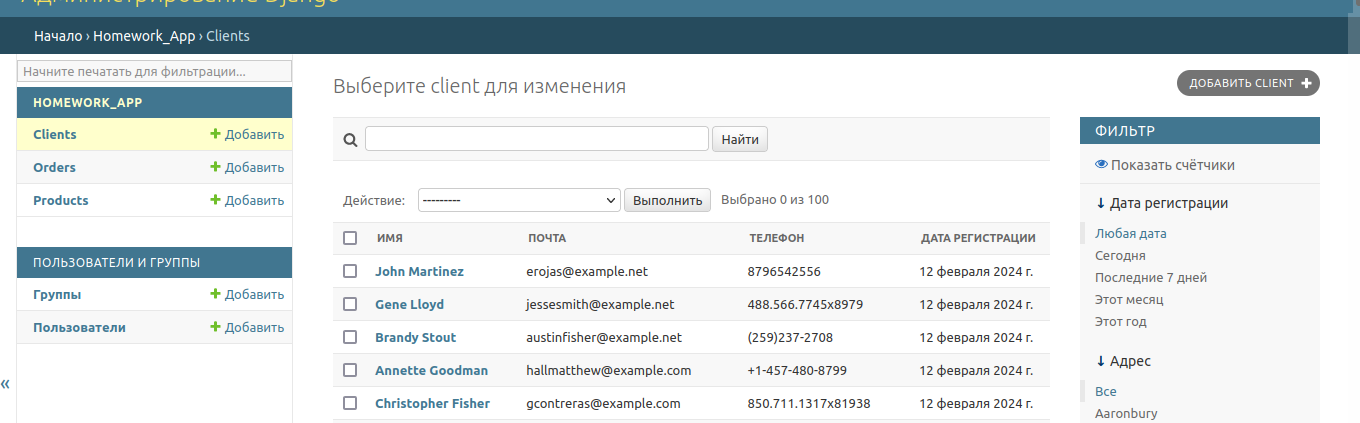 Администрирование Django
Начало › Homework_App › Clients
Начните печатать для фильтрации...
HOMEWORK_APP
Clients
Добавить
Orders
Добавить
Products
Добавить
ПОЛЬЗОВАТЕЛИ И ГРУППЫ
Группы
Добавить
Пользователи
Добавить
«
Выберите client для изменения
ДОБАВИТЬ CLIENT
Найти
Действие: --------- Выполнить Выбрано 0 из 100
ИМЯ ПОЧТА ТЕЛЕФОН ДАТА РЕГИСТРАЦИИ
John Martinez erojas@example.net 8796542556 12 февраля 2024 г.
Gene Lloyd jessesmith@example.net 488.566.7745x8979 12 февраля 2024 г.
Brandy Stout austinfisher@example.net (259)237-2708 12 февраля 2024 г.
Annette Goodman hallmatthew@example.com +1-457-480-8799 12 февраля 2024 г.
Christopher Fisher gcontreras@example.com 850.711.1317x81938 12 февраля 2024 г.
ФИЛЬТР
Показать счётчики
↓ Дата регистрации
Любая дата
Сегодня
Последние 7 дней
Этот месяц
Этот год
↓ Адрес
Все
Aaronbury